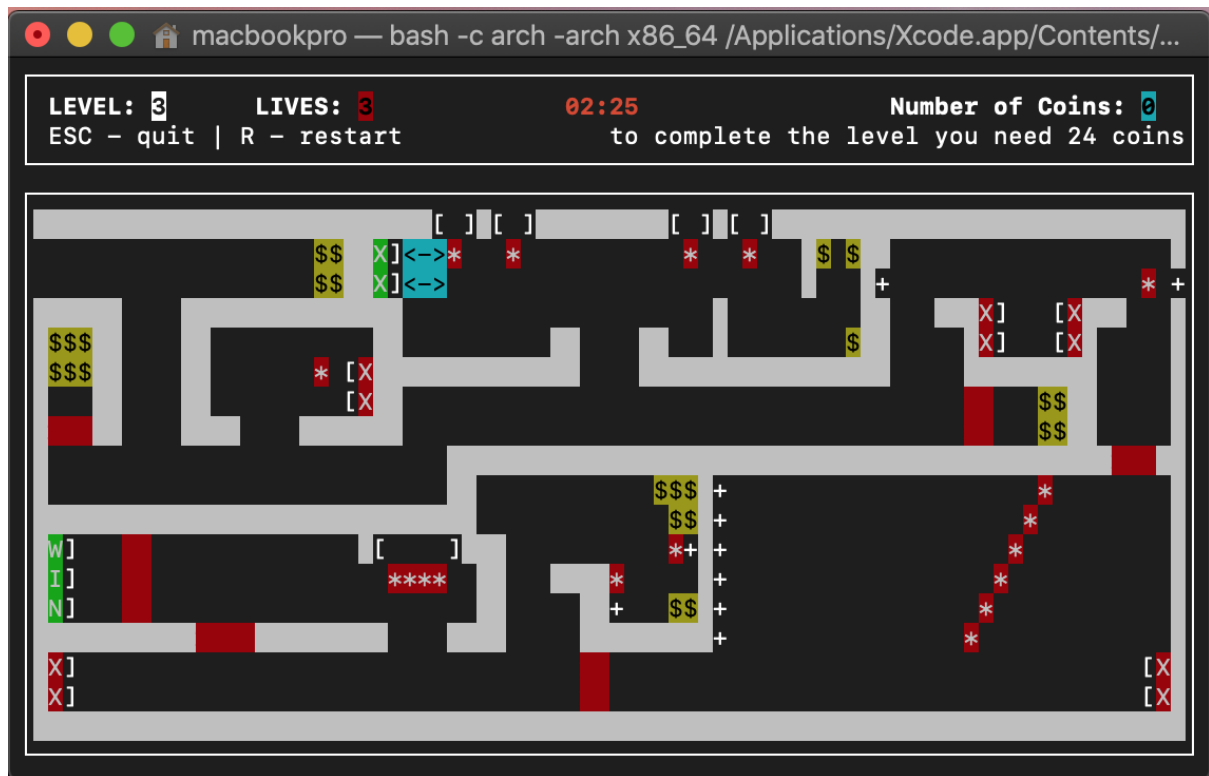 macbookpro — bash -c arch -arch x86_64 /Applications/Xcode.app/Contents/...
LEVEL: 3 LIVES: 3 02:25 Number of Coins: 0
ESC – quit | R – restart to complete the level you need 24 coins
[ ] [ ] [ ] [ ]
$$ X]<->* * * * $ $
$$ X]<-> + * +
X] [X
$$$ $ X] [X
$$$ * [X
[X $$
$$
$$$ + *
$$ + *
W] [ ] *+ + *
I] **** * + *
N] + $$ + *
+ *
X] [X
X] [X